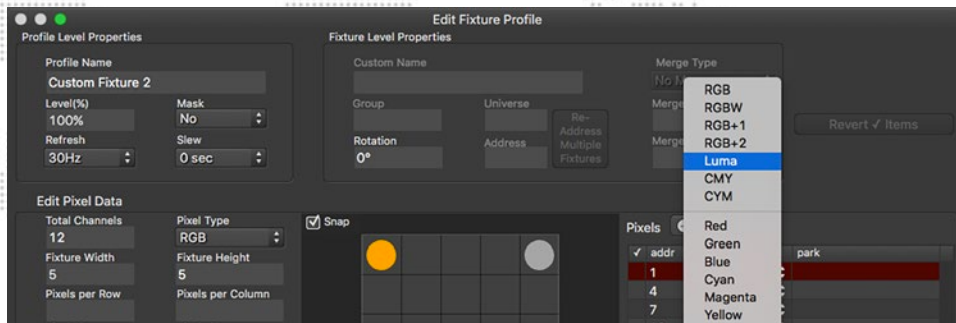 Edit Fixture Profile
Profile Level Properties
Profile Name
Custom Fixture 2
Level(%)
Mask
100%
No
Refresh
Slew
30Hz
0 sec
Fixture Level Properties
Custom Name
Group
Universe
Rotation
Address
0°
Re-
Address
Multiple
Fixtures
Merge Type
No
Merge
Merge
Revert ✓ Items
RGB
RGBW
RGB+1
RGB+2
Luma
CMY
CYM
Red
Green
Blue
Cyan
Magenta
Yellow
Edit Pixel Data
Total Channels
Pixel Type
12
RGB
Fixture Width
Fixture Height
5
5
Pixels per Row
Pixels per Column
✓ Snap
Pixels
✓ addr
park
1
4
7